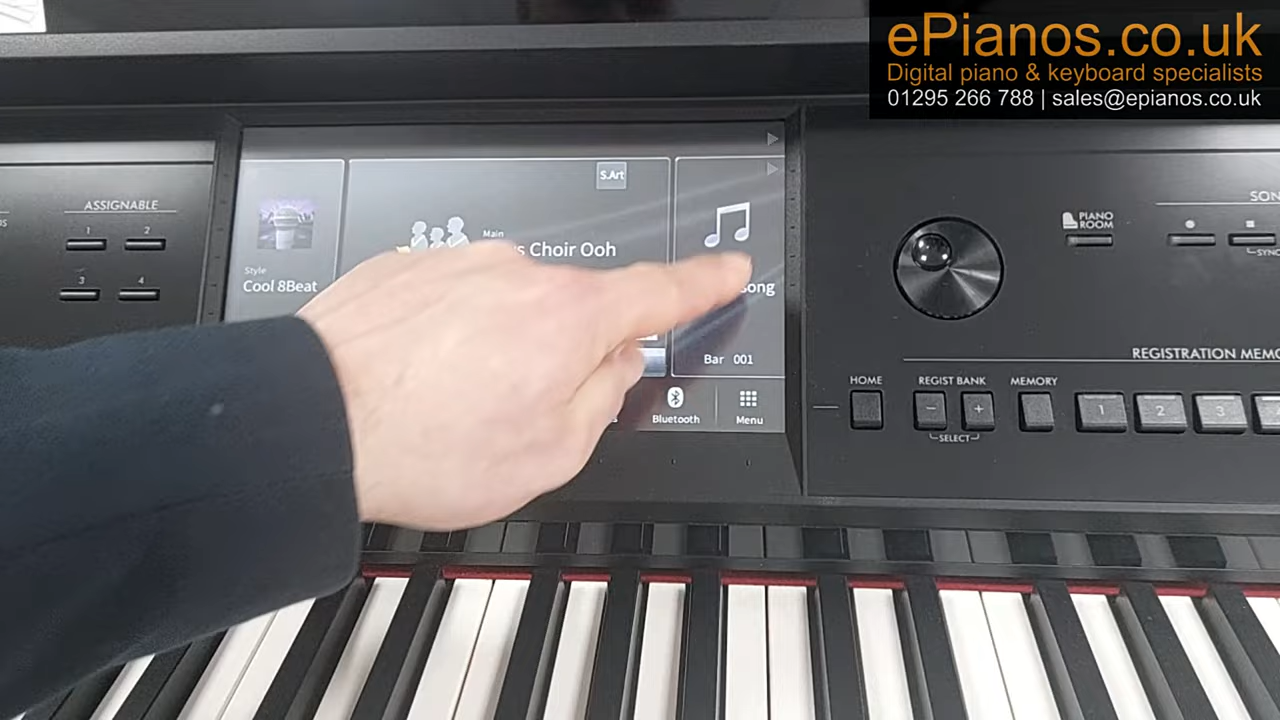 ePianos.co.uk
Digital piano & keyboard specialists
01295 266 788 | sales@epianos.co.uk
ASSIGNABLE
1 2
3 4
S.Art
Main
Choir Ooh
Style
Cool 8Beat
song
Bar 001
Bluetooth
Menu
PIANO
ROOM
HOME
REGIST BANK
- +
SELECT
MEMORY
1 2 3